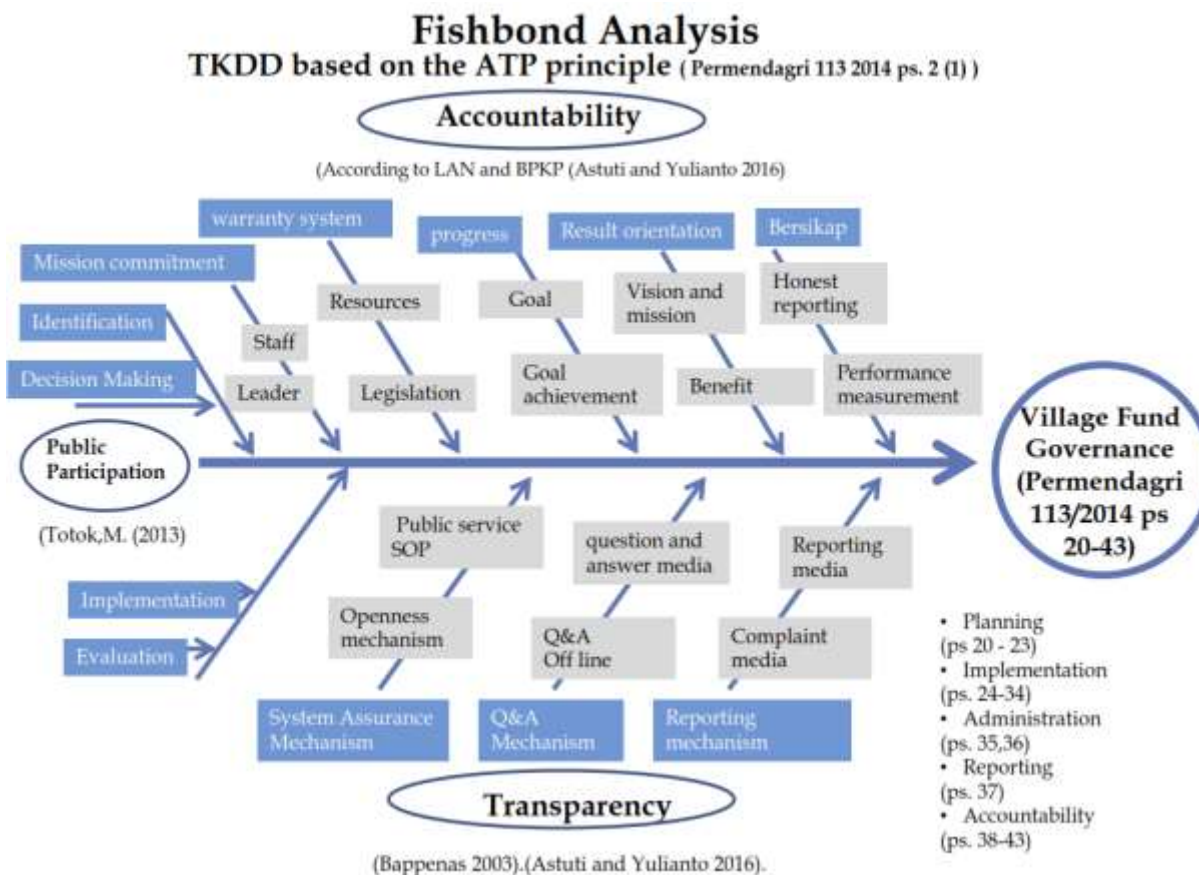 Fishbond Analysis
TKDD based on the ATP principle ( Permendagri 113 2014 ps. 2 (1) )
Accountability
(According to LAN and BPKP (Astuti and Yulianto 2016)
warranty system
progress
Result orientation
Bersikap
Mission commitment
Identification
Decision Making
Resources
Goal
Vision and
mission
Honest
reporting
Staff
Leader
Legislation
Goal
achievement
Benefit
Performance
measurement
Public
Participation
(Totok,M. (2013)
Village Fund
Governance
(Permendagri
113/2014 ps
20-43)
Public service
SOP
question and
answer media
Reporting
media
Implementation
Evaluation
Openness
mechanism
Q&A
Off line
Complaint
media
System Assurance
Mechanism
Q&A
Mechanism
Reporting
mechanism
• Planning
(ps 20 - 23)
• Implementation
(ps. 24-34)
• Administration
(ps. 35,36)
• Reporting
(ps. 37)
• Accountability
(ps. 38-43)
Transparency
(Bappenas 2003).(Astuti and Yulianto 2016).